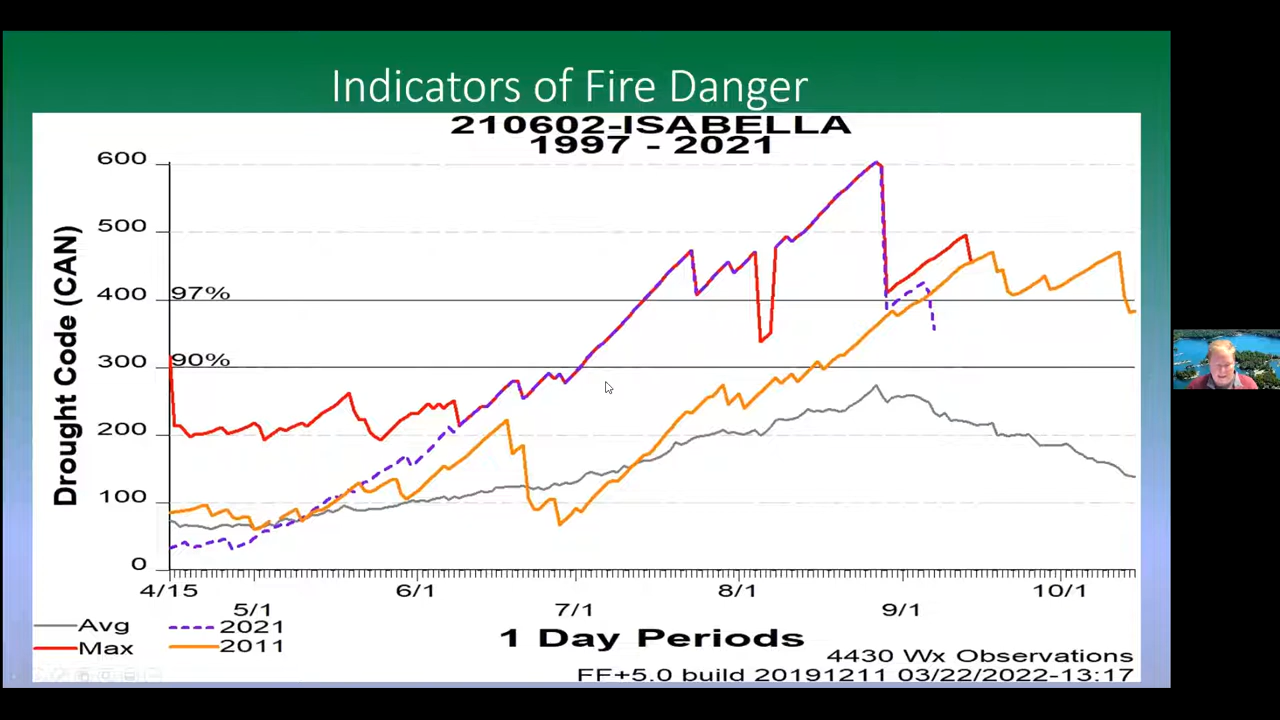 Indicators of Fire Danger
210602-ISABELLA
1997 - 2021
Drought Code (CAN)
600
500
400
300
200
100
0
97%
90%
4/15
5/1
6/1
7/1
8/1
9/1
10/1
1 Day Periods
Avg
Max
2021
2011
4430 Wx Observations
FF+5.0 build 20191211 03/22/2022-13:17